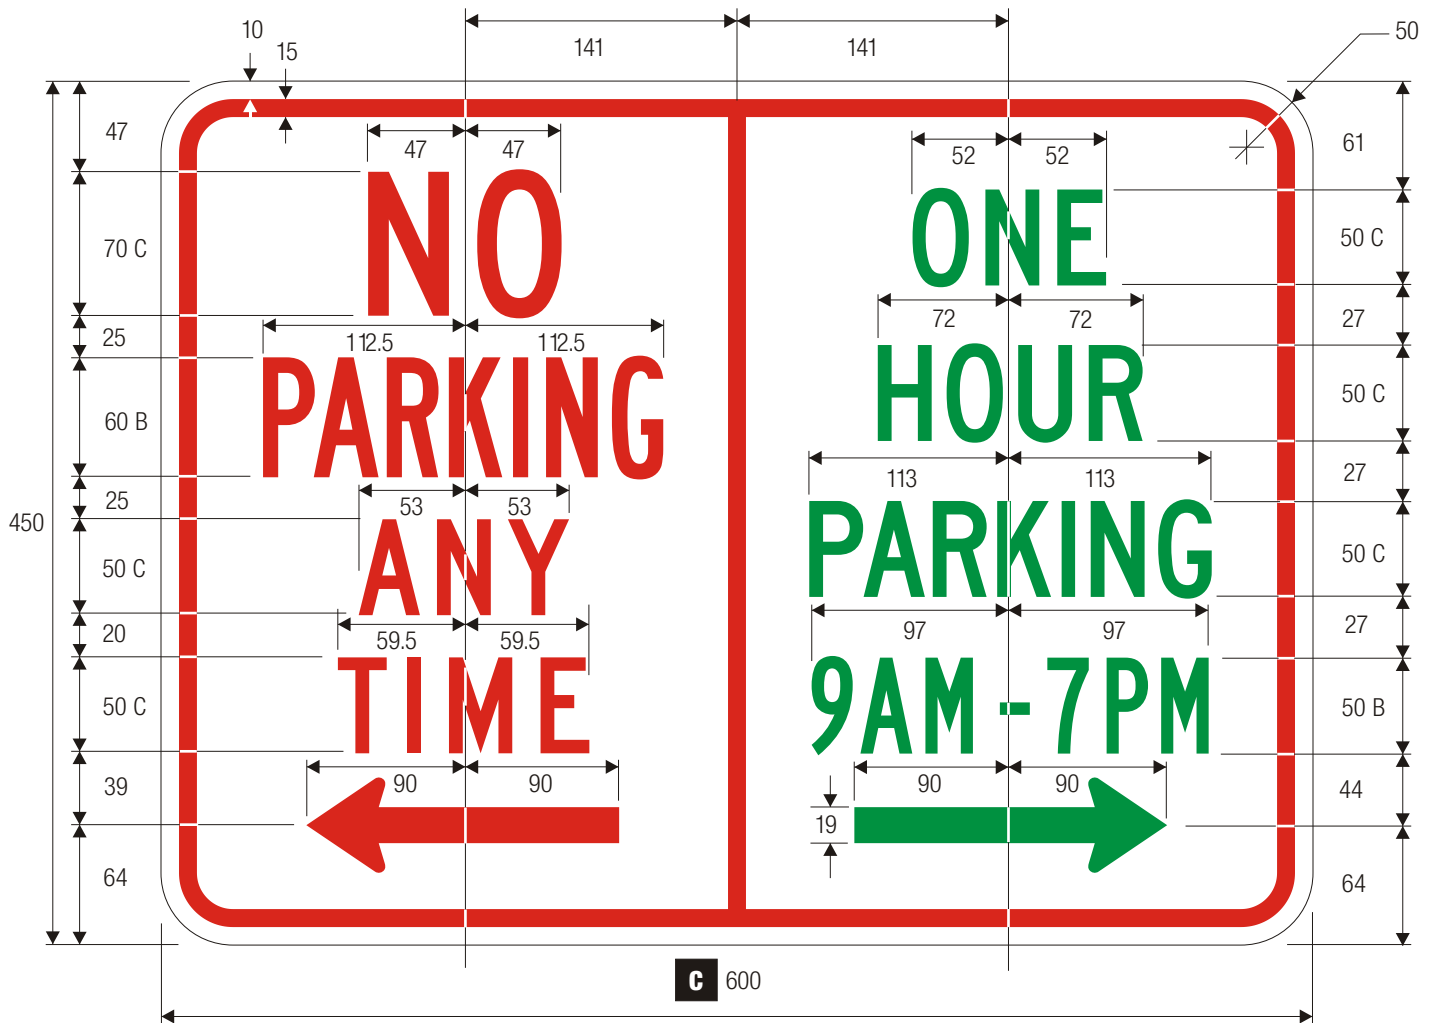 141 141
10
15
50
47
61
47 47
52 52
NO
ONE
70 C
50 C
25
72 72
27
112.5 112.5
PARKING
HOUR
60 B
50 C
25
113 113
27
53 53
ANY
PARKING
450
50 C
50 C
20
97 97
27
59.5 59.5
TIME
9AM - 7PM
50 C
50 B
39
90 90
90 90
44
19
64
64
C 600